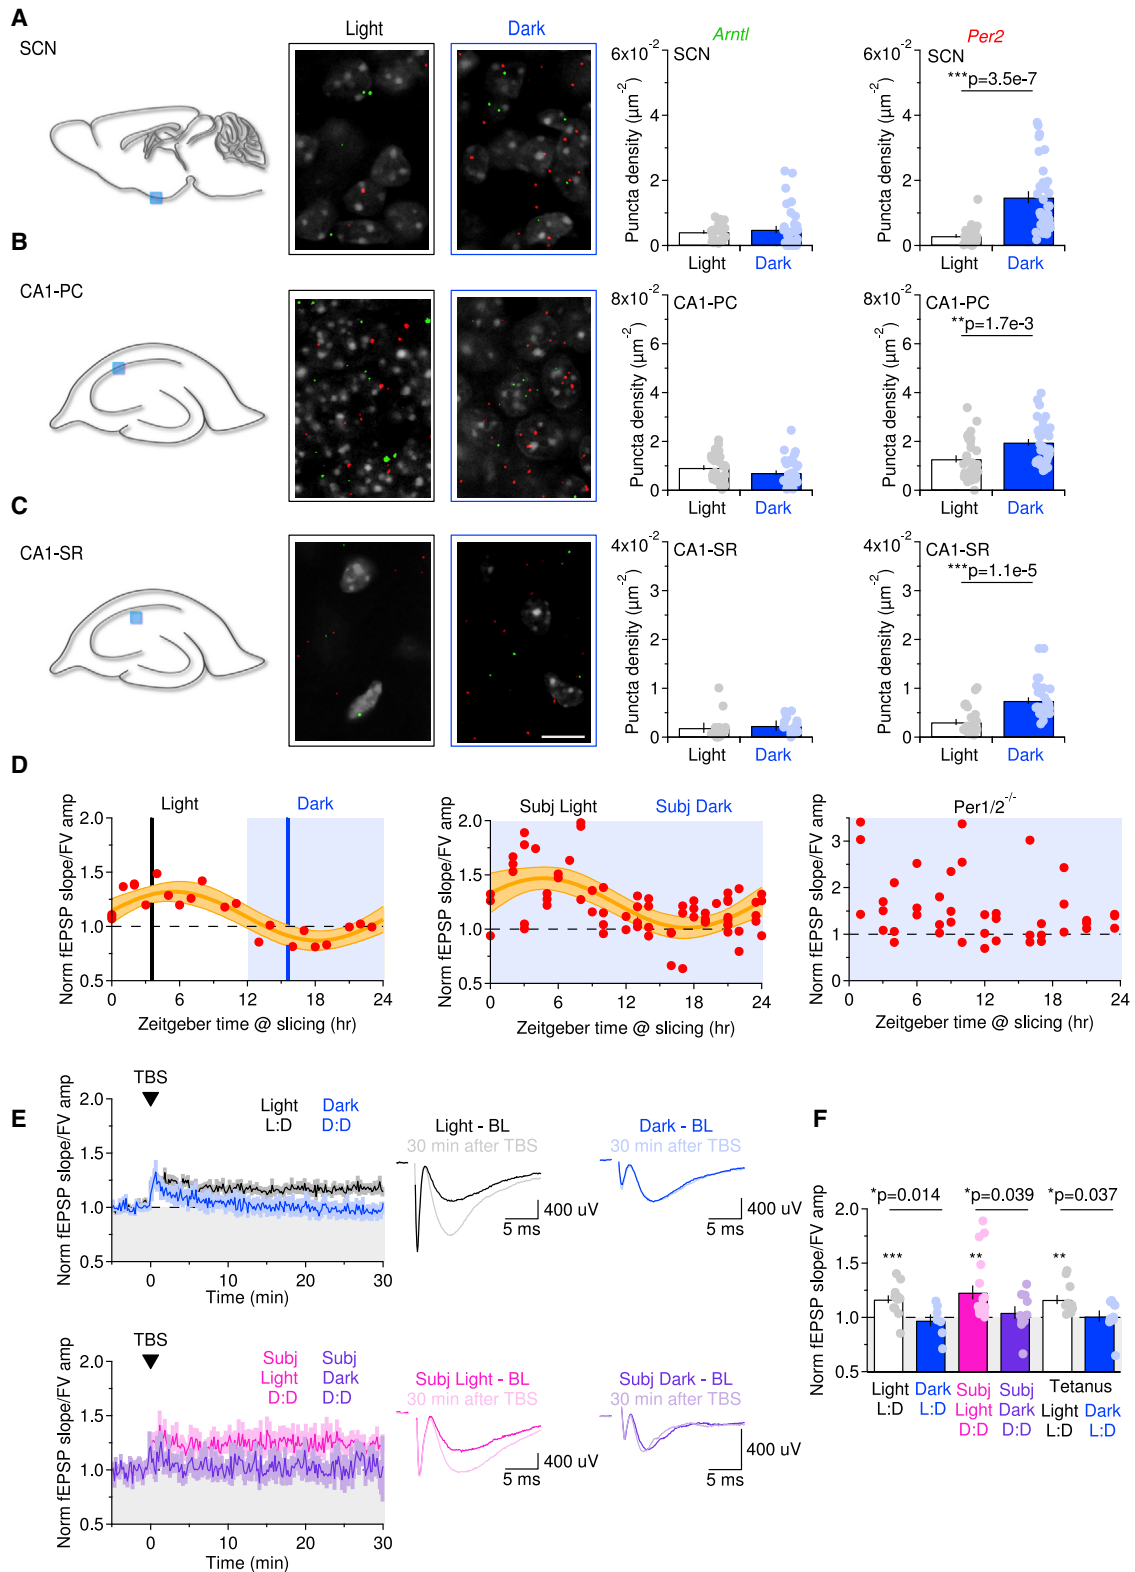 A
SCN
Light
Dark
Arntl
Per2
Puncta density (µm-2)
6x10-2
4
2
0
SCN
Light
Dark
Puncta density (µm-2)
6x10-2
4
2
0
SCN
***p=3.5e-7
Light
Dark
B
CA1-PC
Puncta density (µm-2)
8x10-2
6
4
2
0
CA1-PC
Light
Dark
Puncta density (µm-2)
8x10-2
6
4
2
0
CA1-PC
**p=1.7e-3
Light
Dark
C
CA1-SR
Puncta density (µm-2)
4x10-2
3
2
1
0
CA1-SR
Light
Dark
Puncta density (µm-2)
4x10-2
3
2
1
0
CA1-SR
***p=1.1e-5
Light
Dark
D
Norm fEPSP slope/FV amp
2.0
1.5
1.0
0.5
Light
Dark
0 6 12 18 24
Zeitgeber time @ slicing (hr)
Norm fEPSP slope/FV amp
2.0
1.5
1.0
0.5
Subj Light
Subj Dark
0 6 12 18 24
Zeitgeber time @ slicing (hr)
Norm fEPSP slope/FV amp
3
2
1
0
Per1/2-/-
0 6 12 18 24
Zeitgeber time @ slicing (hr)
E
TBS
Norm fEPSP slope/FV amp
2.0
1.5
1.0
0.5
Light Dark
L:D D:D
0 10 20 30
Time (min)
Light - BL
30 min after TBS
400 uV
5 ms
Dark - BL
30 min after TBS
400 uV
5 ms
TBS
Norm fEPSP slope/FV amp
2.0
1.5
1.0
0.5
Subj Subj
Light Dark
D:D D:D
0 10 20 30
Time (min)
Subj Light - BL
30 min after TBS
400 uV
5 ms
Subj Dark - BL
30 min after TBS
400 uV
5 ms
F
Norm fEPSP slope/FV amp
2.0
1.5
1.0
0.5
*p=0.014 *p=0.039 *p=0.037
*** ** **
Light Dark
L:D L:D
Subj Subj
Light Dark
D:D D:D
Tetanus
Light Dark
L:D L:D